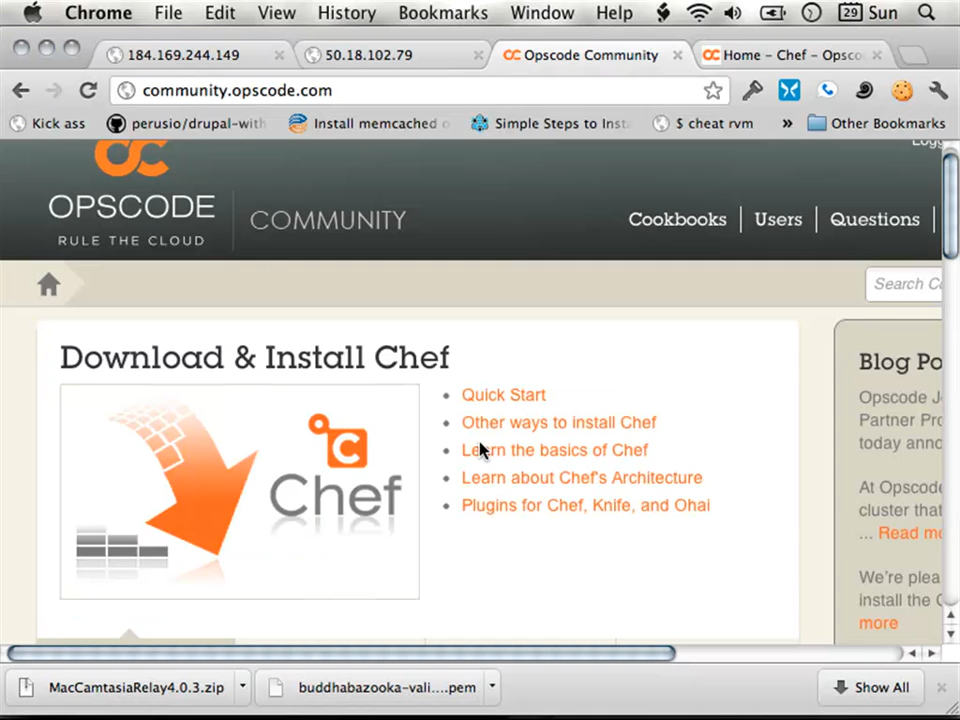 Chrome File Edit View History Bookmarks Window Help 29 Sun
184.169.244.149 50.18.102.79 Opscode Community Home – Chef – Opsco
community.opscode.com
Kick ass perusio/drupal-with Install memcached o Simple Steps to Inst $ cheat rvm » Other Bookmarks
OPSCODE
RULE THE CLOUD
COMMUNITY
Cookbooks Users Questions
Search Co
Download & Install Chef
Quick Start
Other ways to install Chef
Learn the basics of Chef
Learn about Chef's Architecture
Plugins for Chef, Knife, and Ohai
Chef
Blog Po
Opscode J
Partner Pro
today anno
At Opscode
cluster that
... Read mo
We're plea
install the C
more
MacCamtasiaRelay4.0.3.zip buddhabazooka-vali....pem Show All